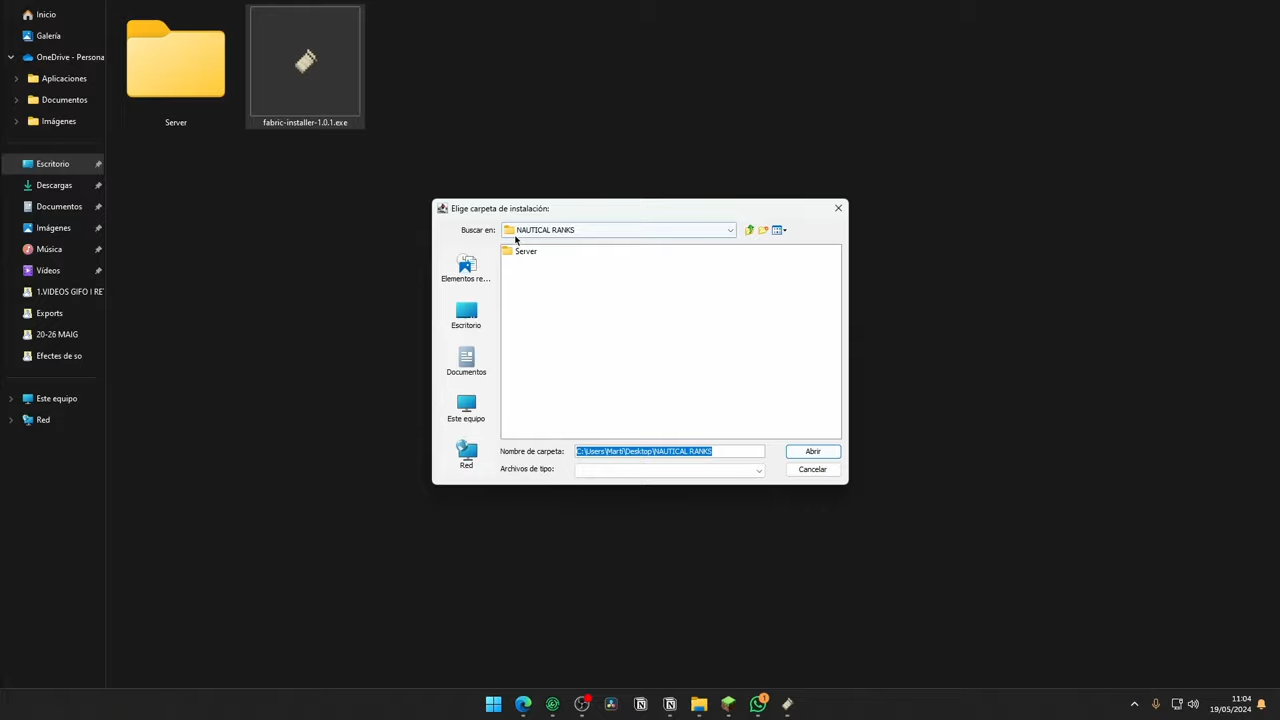 Inicio
Galería
OneDrive - Persona
Aplicaciones
Documentos
Imágenes
Escritorio
Descargas
Documentos
Imágenes
Música
Vídeos
1.VIDEOS GIFO I RE
Exports
20-26 MAIG
Efectes de so
Este equipo
Red
Server
fabric-installer-1.0.1.exe
Elige carpeta de instalación:
Buscar en:
NAUTICAL RANKS
Server
Elementos re...
Escritorio
Documentos
Este equipo
Red
Nombre de carpeta:
C:\Users\Marti\Desktop\NAUTICAL RANKS
Abrir
Archivos de tipo:
Cancelar
1
11:04
19/05/2024